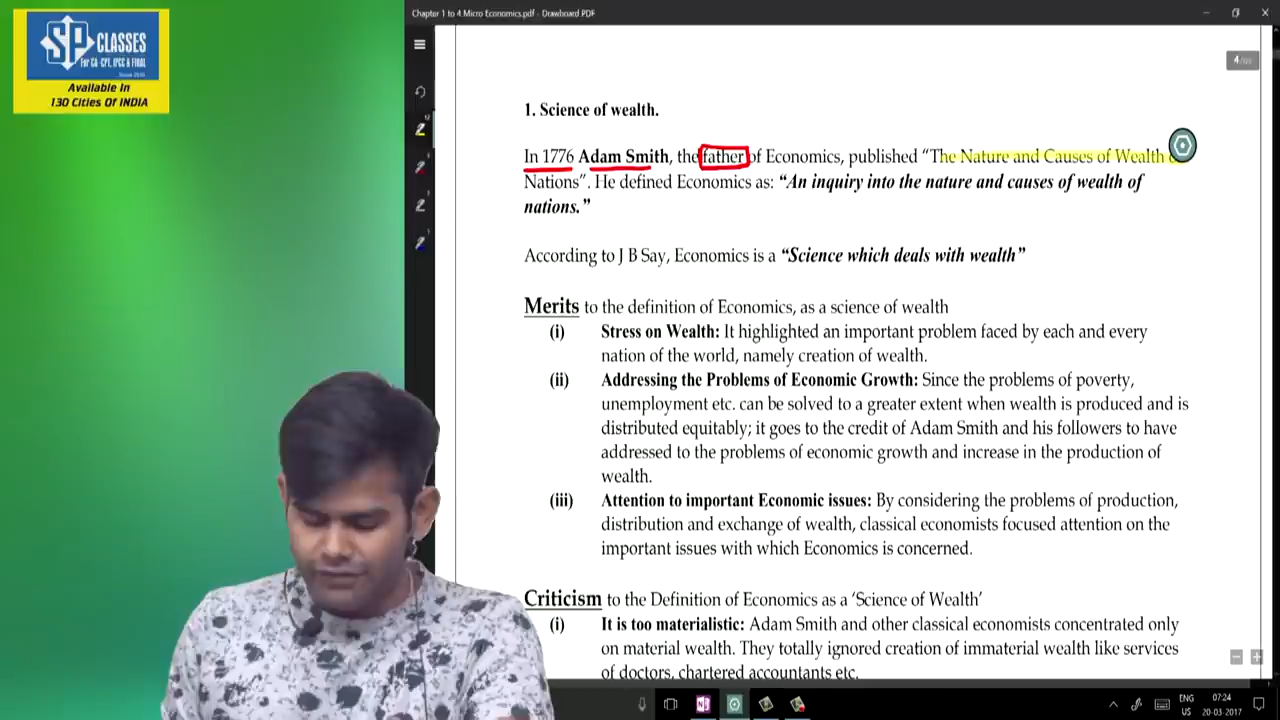 SP CLASSES
For CA-CPT, IPCC & FINAL
Since 2010
Available In
130 Cities Of INDIA
Chapter 1 to 4 Micro Economics.pdf - Drawboard PDF
1. Science of wealth.
In 1776 Adam Smith, the father of Economics, published “The Nature and Causes of Wealth
Nations”. He defined Economics as: “An inquiry into the nature and causes of wealth of
nations.”
According to J B Say, Economics is a “Science which deals with wealth”
Merits to the definition of Economics, as a science of wealth
(i) Stress on Wealth: It highlighted an important problem faced by each and every
nation of the world, namely creation of wealth.
(ii) Addressing the Problems of Economic Growth: Since the problems of poverty,
unemployment etc. can be solved to a greater extent when wealth is produced and is
distributed equitably; it goes to the credit of Adam Smith and his followers to have
addressed to the problems of economic growth and increase in the production of
wealth.
(iii) Attention to important Economic issues: By considering the problems of production,
distribution and exchange of wealth, classical economists focused attention on the
important issues with which Economics is concerned.
Criticism to the Definition of Economics as a ‘Science of Wealth’
(i) It is too materialistic: Adam Smith and other classical economists concentrated only
on material wealth. They totally ignored creation of immaterial wealth like services
of doctors, chartered accountants etc.
ENG
US
07:24
20-03-2017